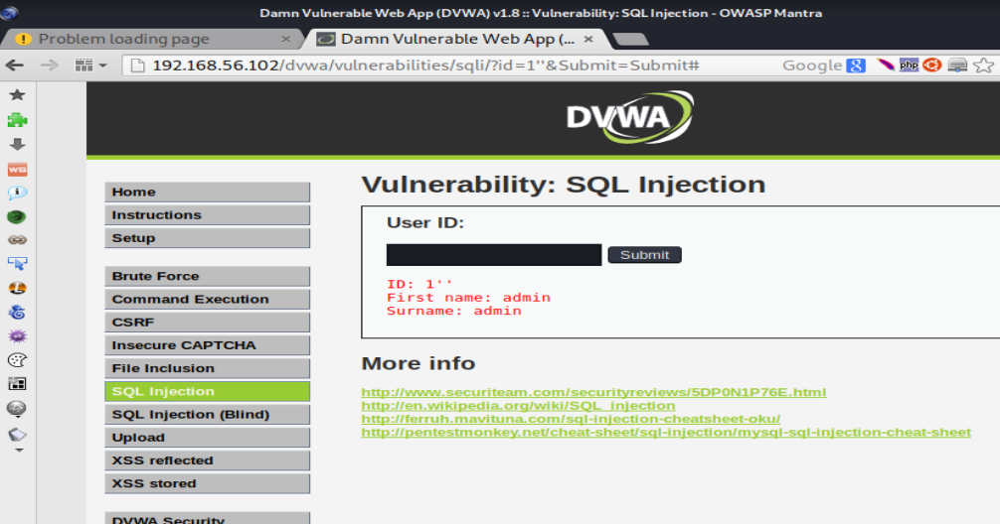 Damn Vulnerable Web App (DVWA) v1.8 :: Vulnerability: SQL Injection - OWASP Mantra
Problem loading page
Damn Vulnerable Web App (...
192.168.56.102/dvwa/vulnerabilities/sqli/?id=1''&Submit=Submit#
Google 8
php
WS
DVWA
Home
Instructions
Setup
Brute Force
Command Execution
CSRF
Insecure CAPTCHA
File Inclusion
SQL Injection
SQL Injection (Blind)
Upload
XSS reflected
XSS stored
DVWA Security
Vulnerability: SQL Injection
User ID:
Submit
ID: 1''
First name: admin
Surname: admin
More info
http://www.securiteam.com/securityreviews/5DP0N1P76E.html
http://en.wikipedia.org/wiki/SQL_injection
http://ferruh.mavituna.com/sql-injection-cheatsheet-oku/
http://pentestmonkey.net/cheat-sheet/sql-injection/mysql-sql-injection-cheat-sheet